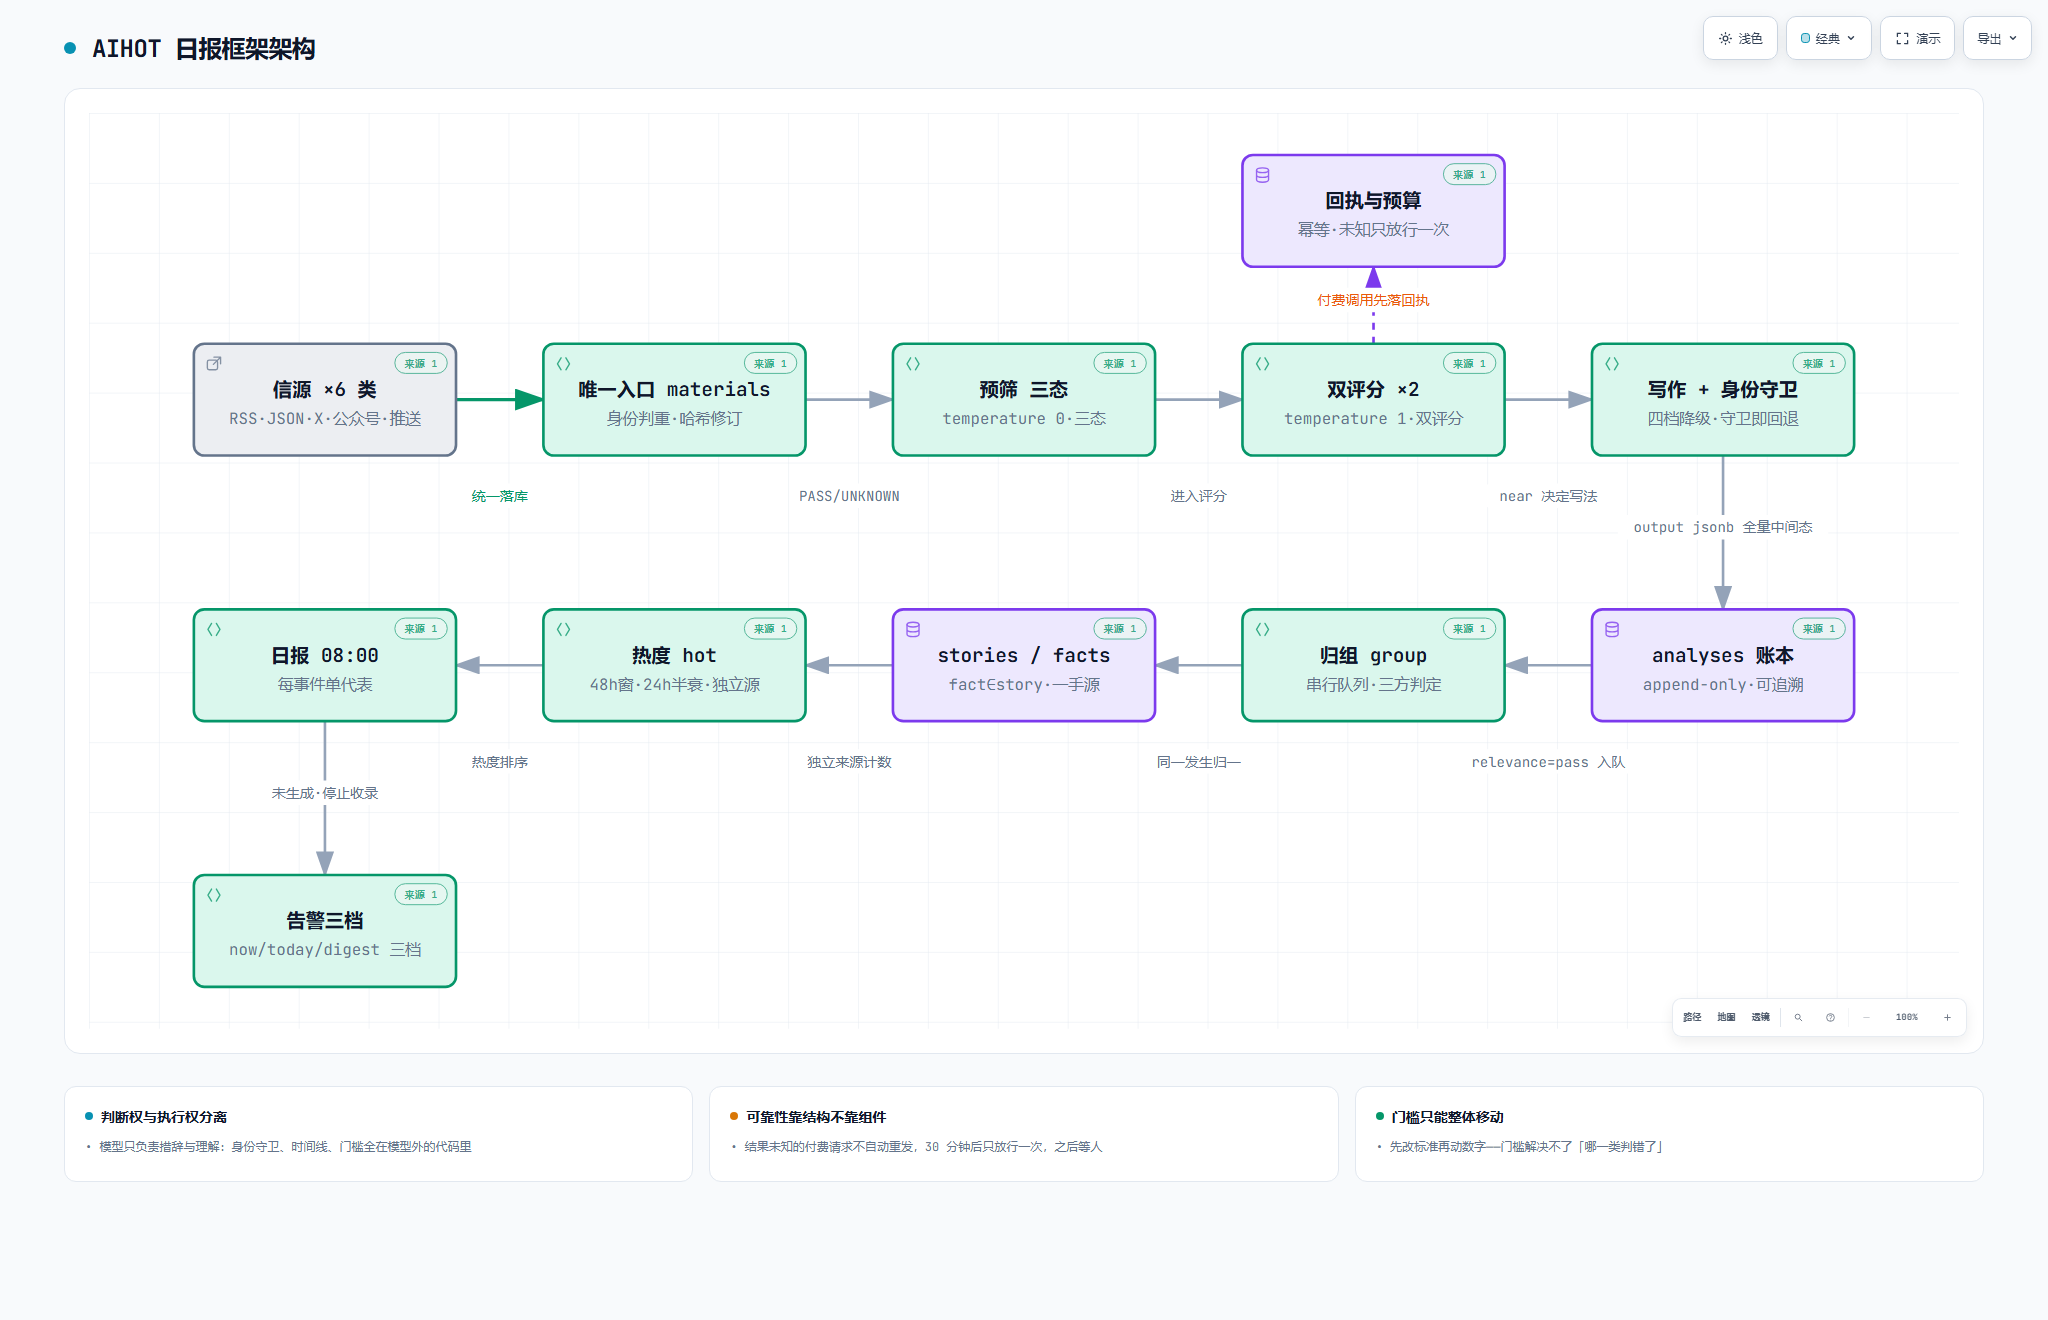 AIHOT 日报框架架构
浅色
经典
演示
导出
来源 1
回执与预算
幂等·未知只放行一次
付费调用先落回执
来源 1
信源 ×6 类
RSS·JSON·X·公众号·推送
来源 1
唯一入口 materials
身份判重·哈希修订
来源 1
预筛 三态
temperature 0·三态
来源 1
双评分 ×2
temperature 1·双评分
来源 1
写作 + 身份守卫
四档降级·守卫即回退
统一落库
PASS/UNKNOWN
进入评分
near 决定写法
output jsonb 全量中间态
来源 1
日报 08:00
每事件单代表
来源 1
热度 hot
48h窗·24h半衰·独立源
来源 1
stories / facts
fact∈story·一手源
来源 1
归组 group
串行队列·三方判定
来源 1
analyses 账本
append-only·可追溯
热度排序
独立来源计数
同一发生归一
relevance=pass 入队
未生成·停止收录
来源 1
告警三档
now/today/digest 三档
路径
地图
透镜
100%
判断权与执行权分离
• 模型只负责措辞与理解: 身份守卫、时间线、门槛全在模型外的代码里
可靠性靠结构不靠组件
• 结果未知的付费请求不自动重发, 30 分钟后只放行一次, 之后等人
门槛只能整体移动
• 先改标准再动数字——门槛解决不了「哪一类判错了」